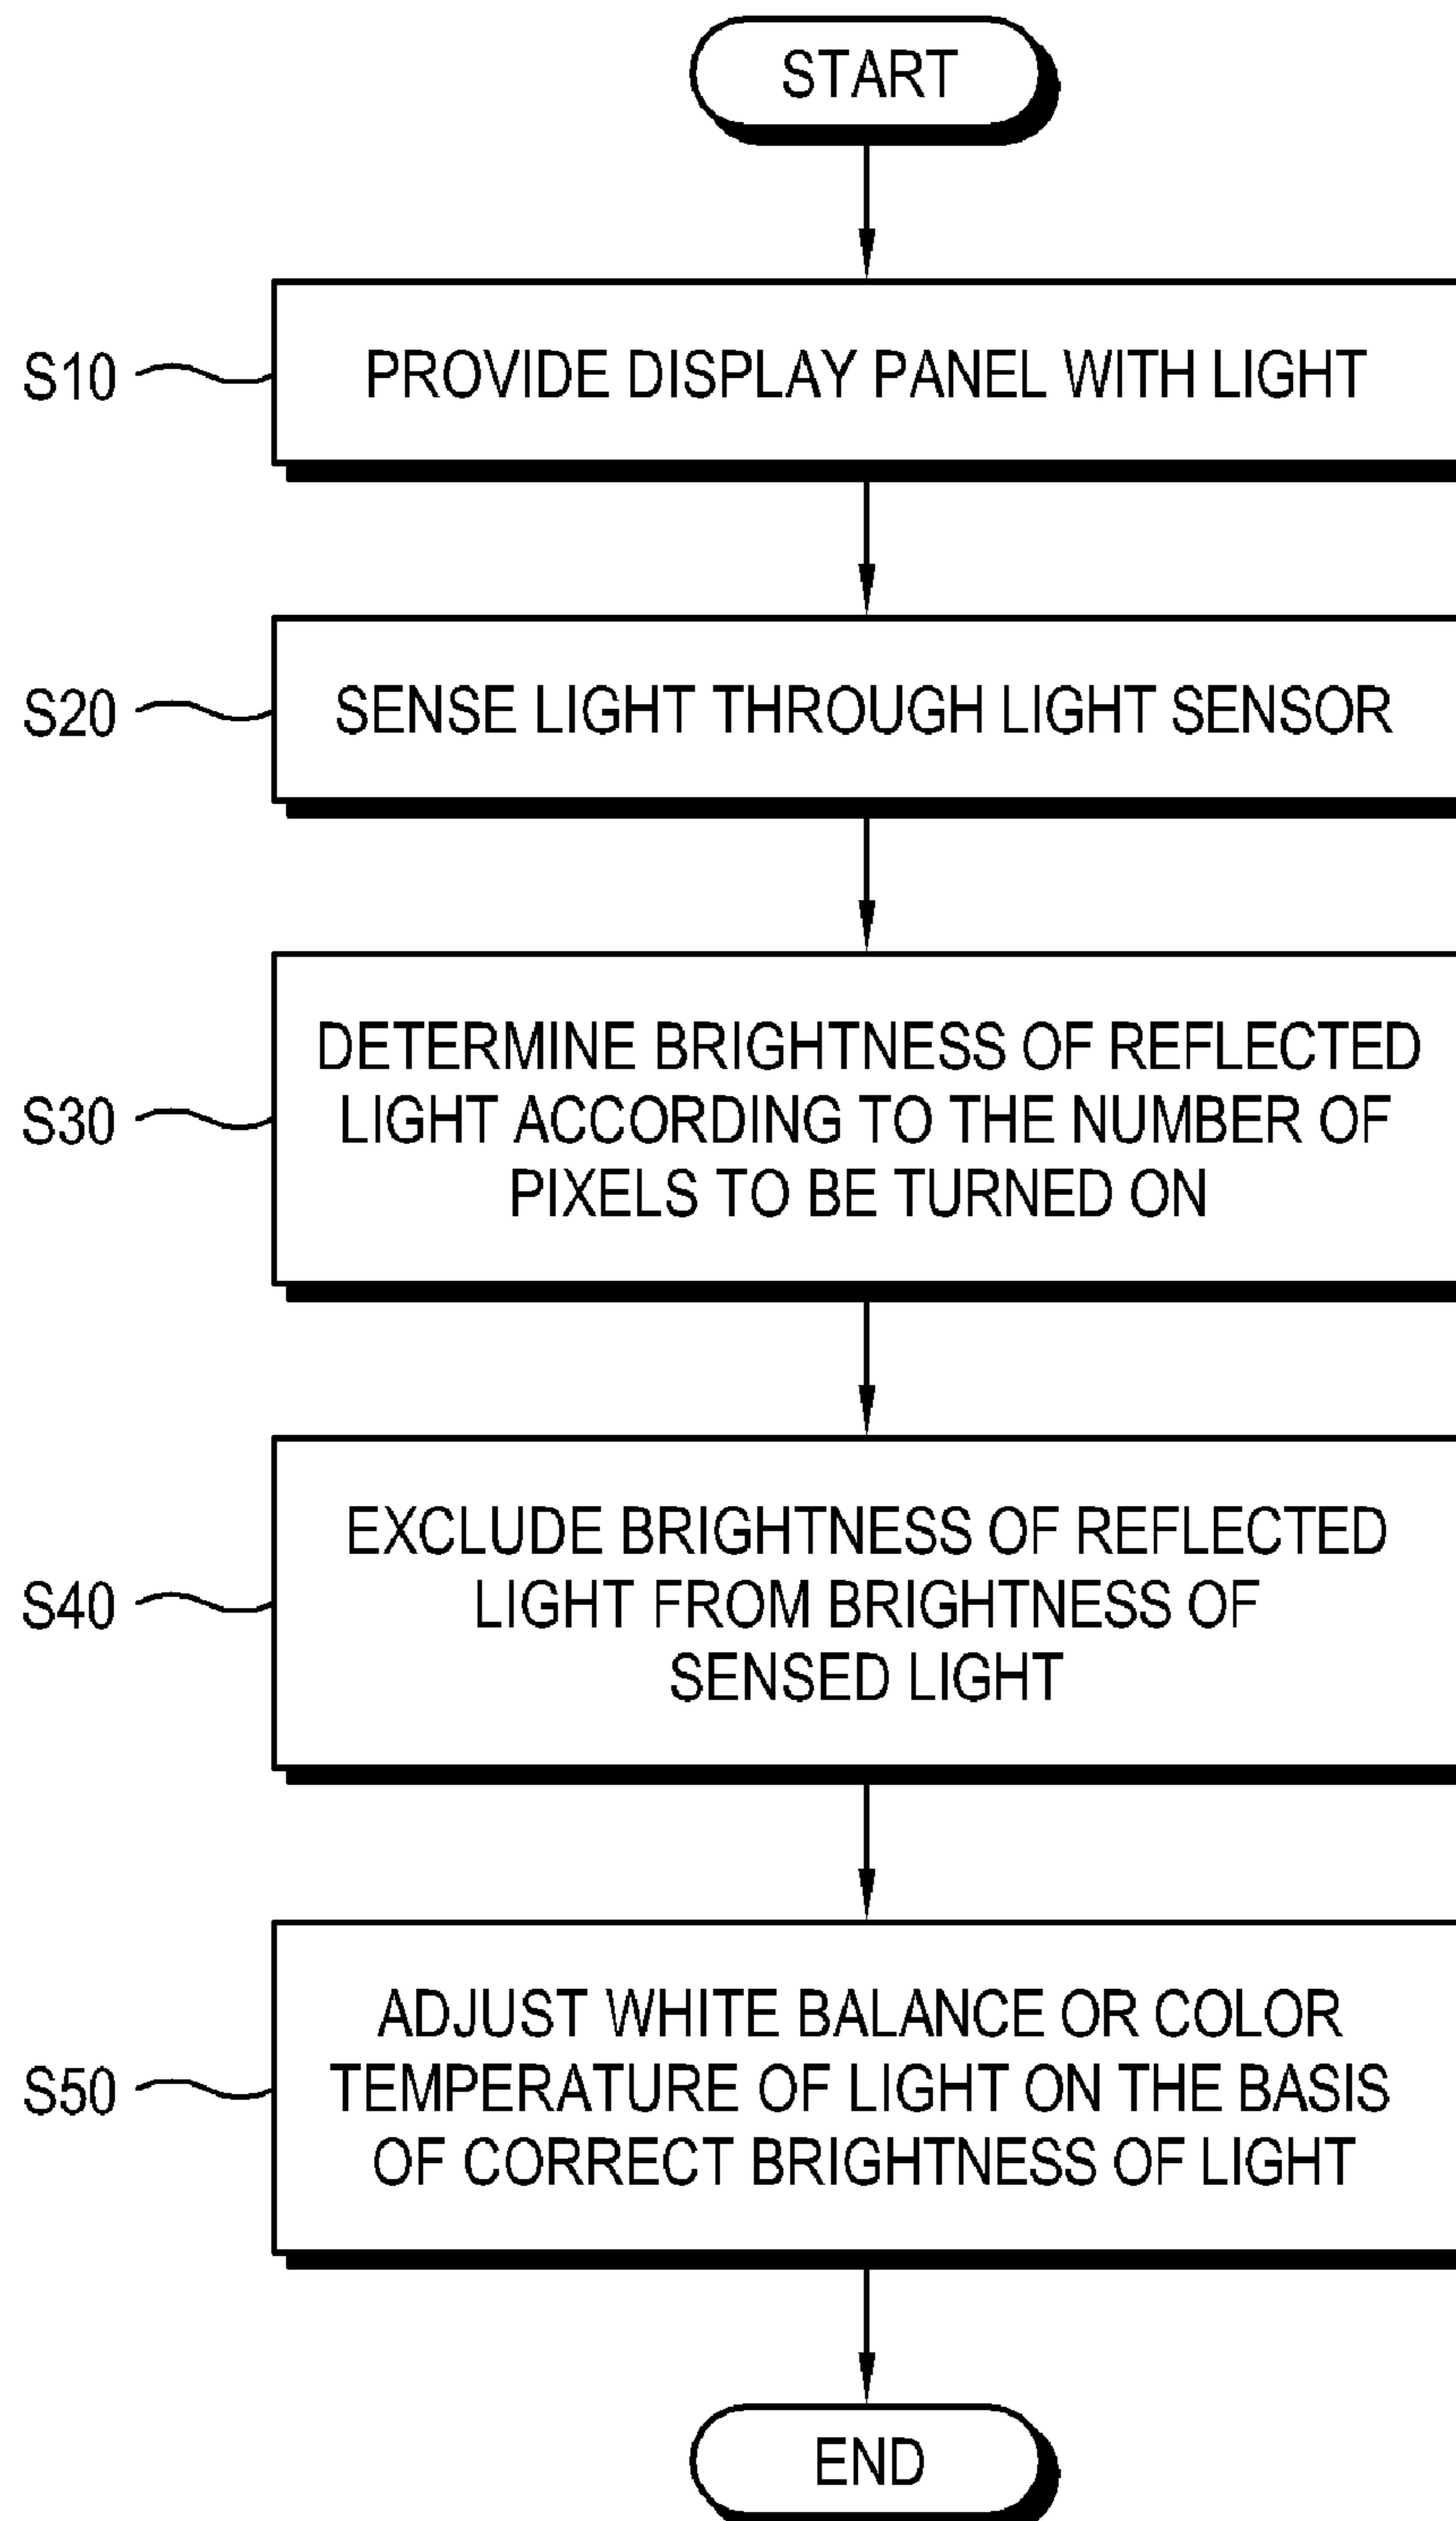 START
S10
PROVIDE DISPLAY PANEL WITH LIGHT
S20
SENSE LIGHT THROUGH LIGHT SENSOR
S30
DETERMINE BRIGHTNESS OF REFLECTED
LIGHT ACCORDING TO THE NUMBER OF
PIXELS TO BE TURNED ON
S40
EXCLUDE BRIGHTNESS OF REFLECTED
LIGHT FROM BRIGHTNESS OF
SENSED LIGHT
S50
ADJUST WHITE BALANCE OR COLOR
TEMPERATURE OF LIGHT ON THE BASIS
OF CORRECT BRIGHTNESS OF LIGHT
END